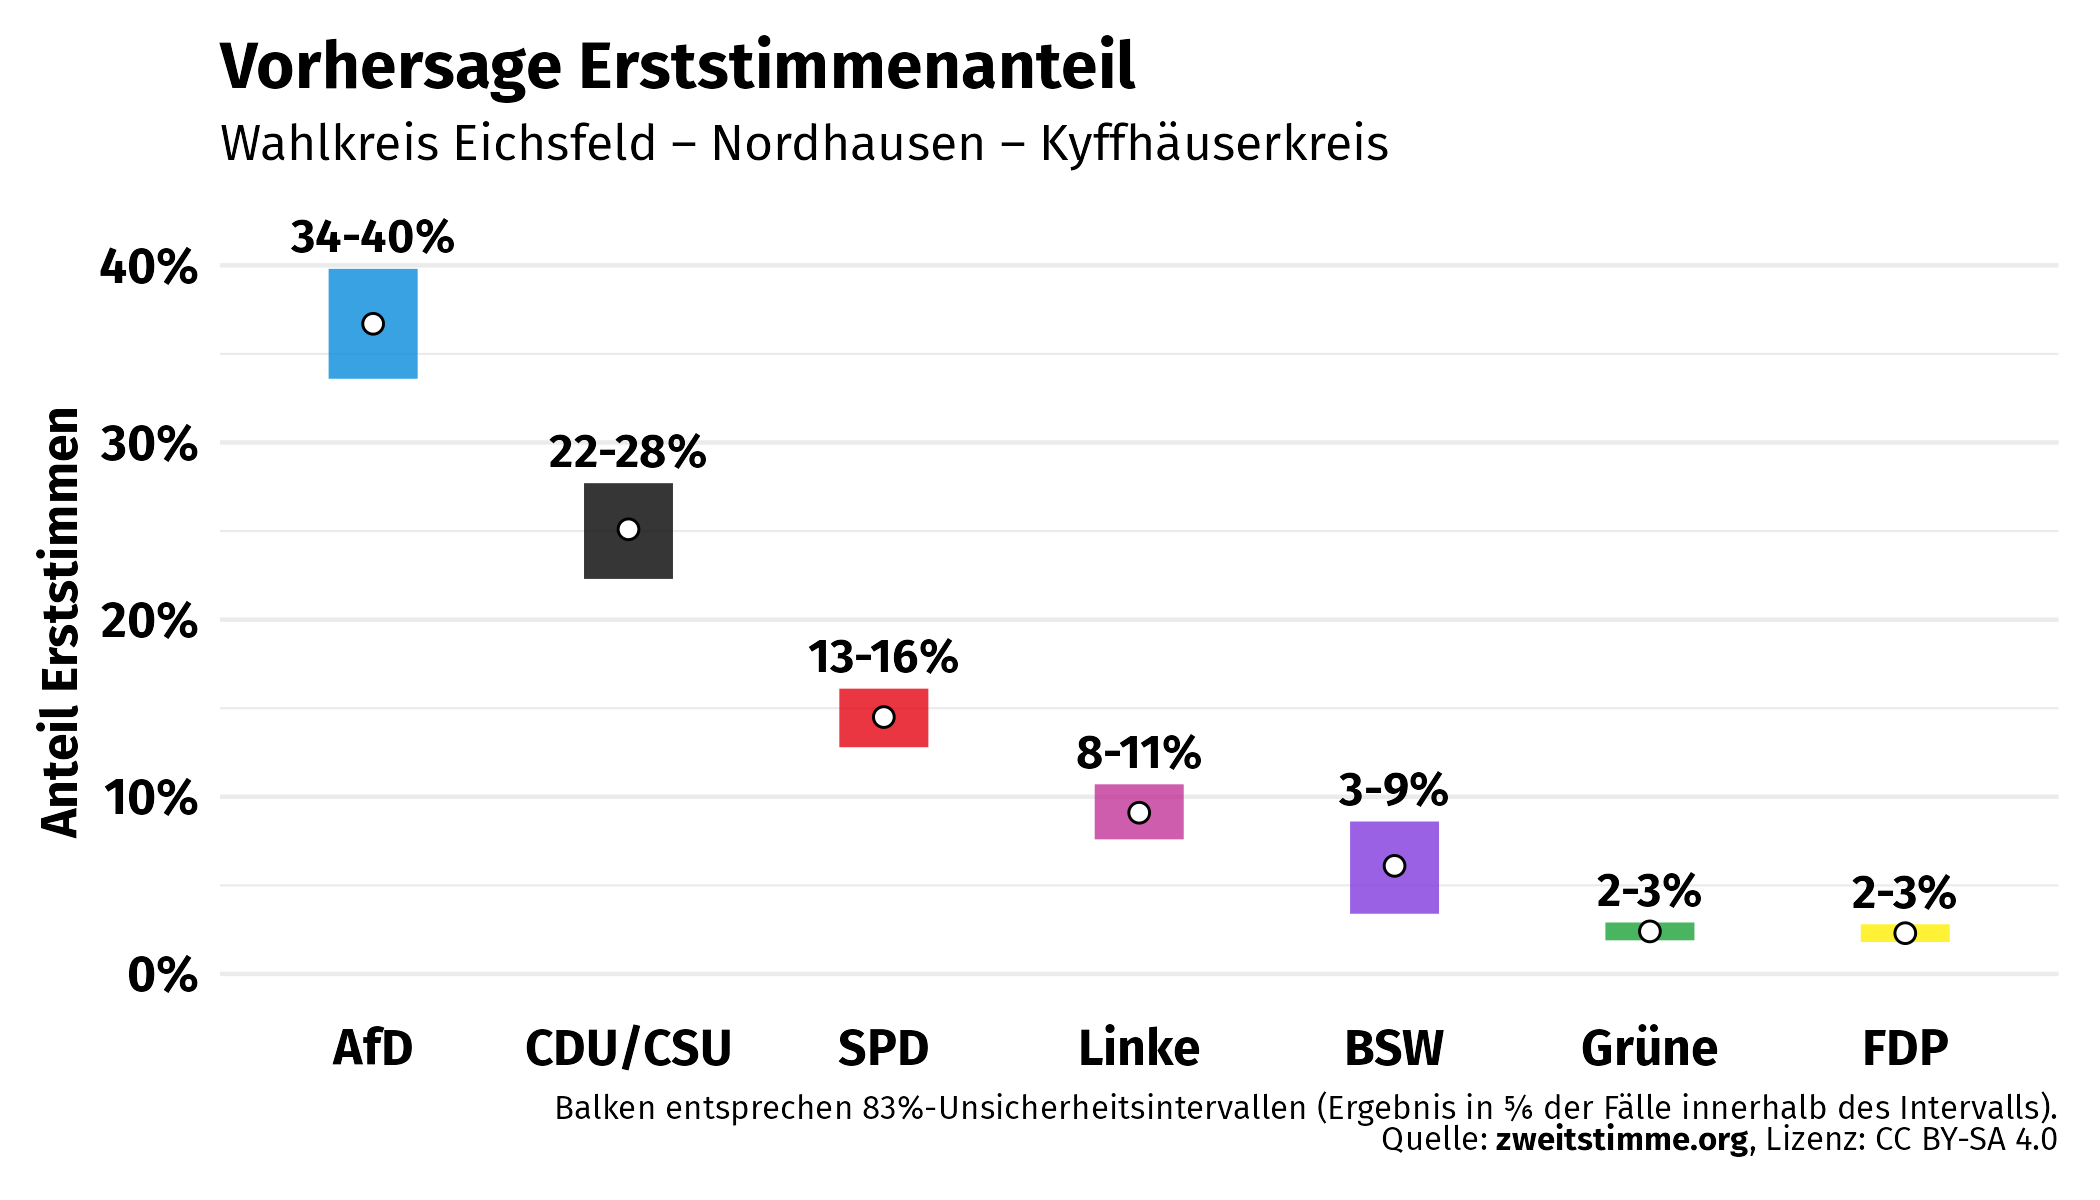 Vorhersage Erststimmenanteil
Wahlkreis Eichsfeld – Nordhausen – Kyffhäuserkreis
Anteil Erststimmen
40%
30%
20%
10%
0%
34-40%
22-28%
13-16%
8-11%
3-9%
2-3%
2-3%
AfD
CDU/CSU
SPD
Linke
BSW
Grüne
FDP
Balken entsprechen 83%-Unsicherheitsintervallen (Ergebnis in ⅚ der Fälle innerhalb des Intervalls).
Quelle: zweitstimme.org, Lizenz: CC BY-SA 4.0